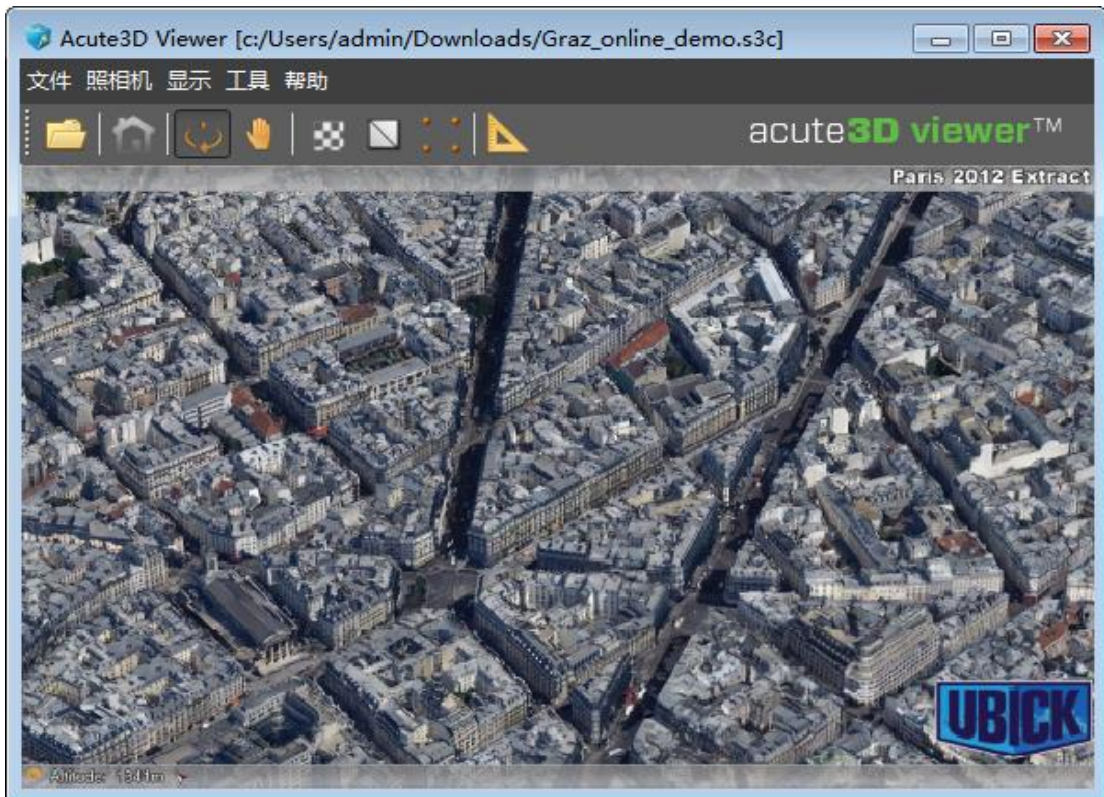 Acute3D Viewer [c:/Users/admin/Downloads/Graz_online_demo.s3c]
文件 照相机 显示 工具 帮助
acute3D viewer™
Paris 2012 Extract
UBICK
Altitude: